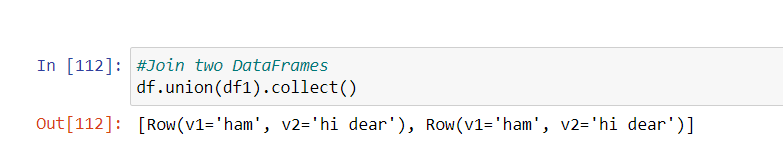 In [112]: #Join two DataFrames
df.union(df1).collect()
Out[112]: [Row(v1='ham', v2='hi dear'), Row(v1='ham', v2='hi dear')]